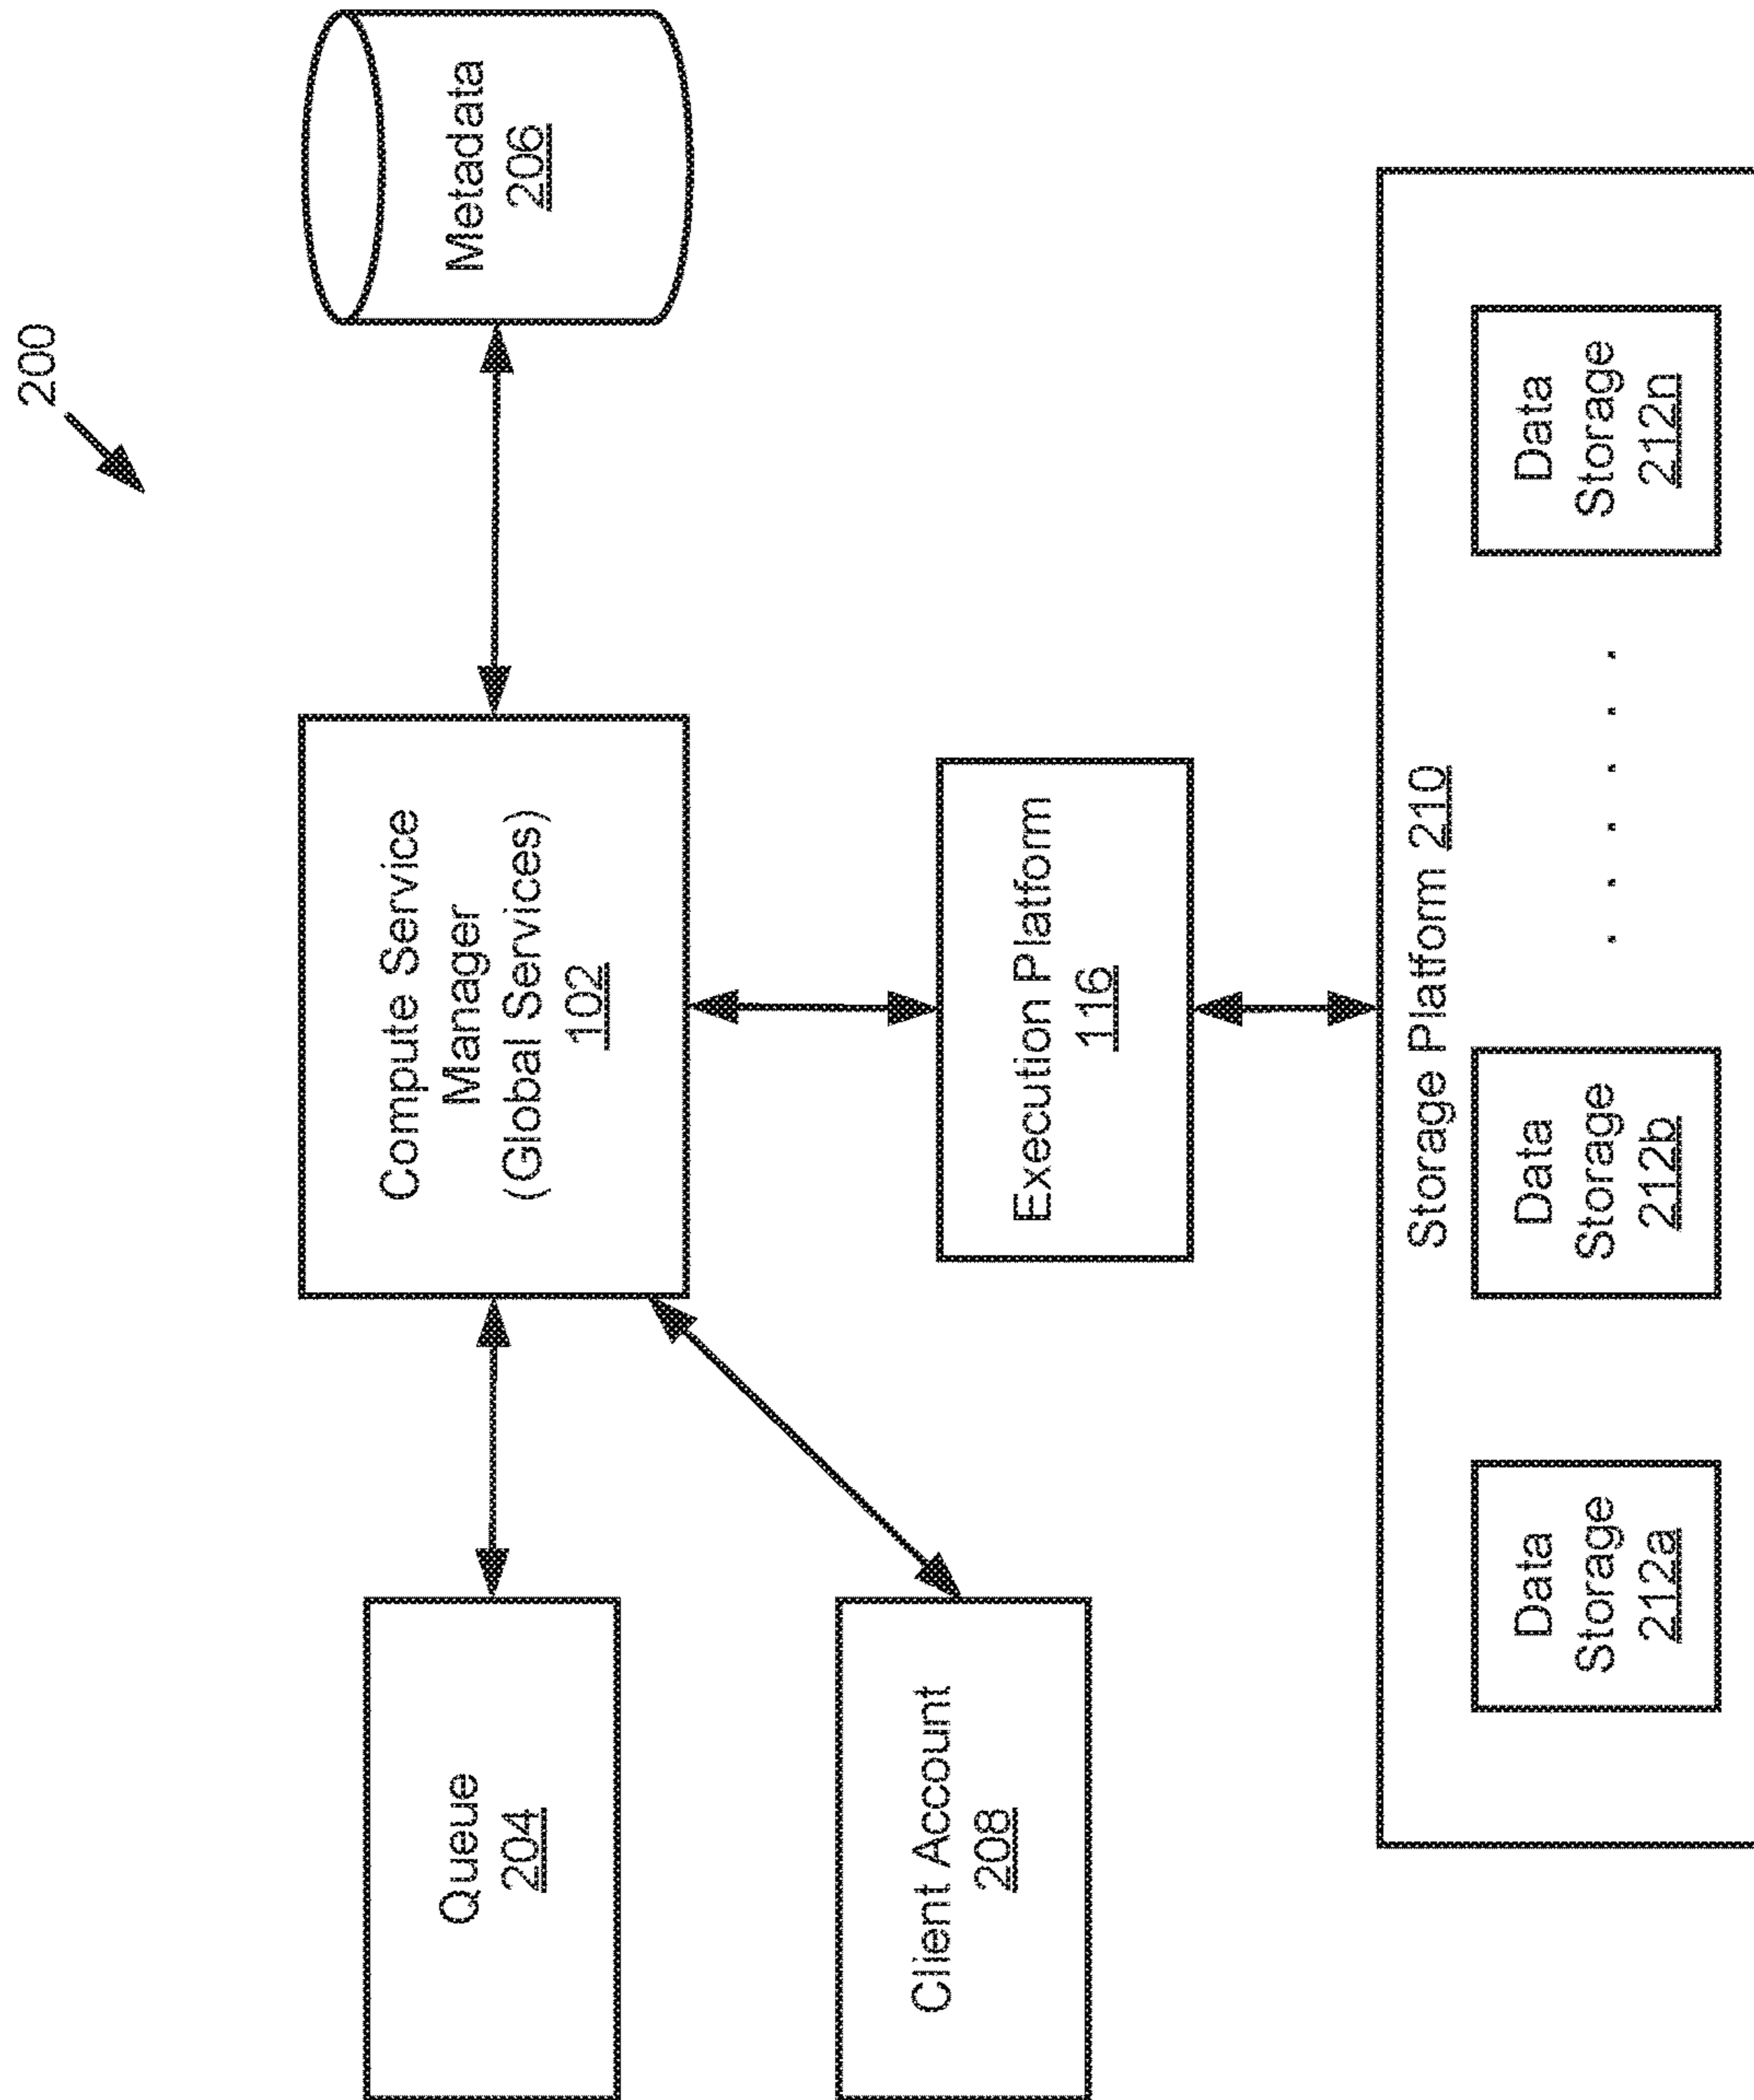 200
Queue
204
Compute Service
Manager
(Global Services)
102
Metadata
206
Client Account
208
Execution Platform
116
Storage Platform 210
Data
Storage
212a
Data
Storage
212b
Data
Storage
212n